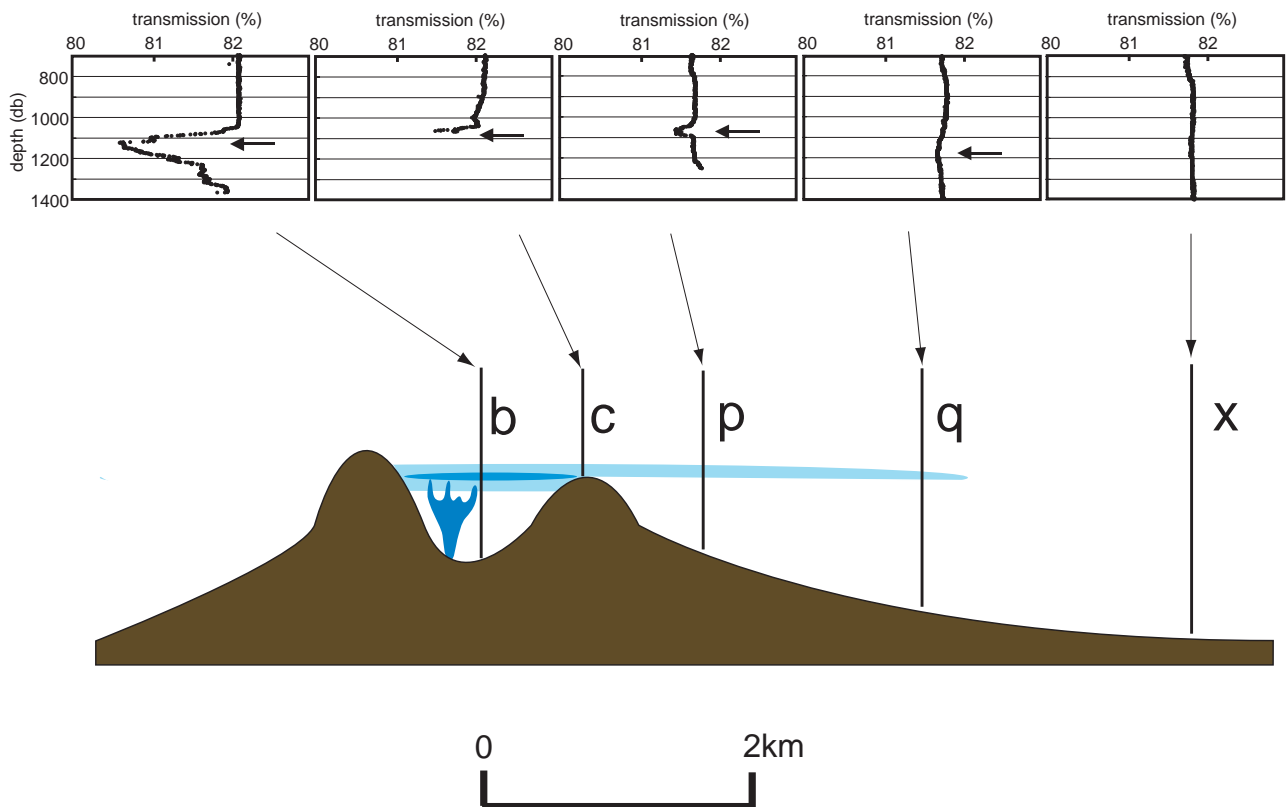 transmission (%) transmission (%) transmission (%) transmission (%) transmission (%)
80 81 82 80 81 82 80 81 82 80 81 82 80 81 82
depth (db)
800
1000
1200
1400
b c p q x
0 2km